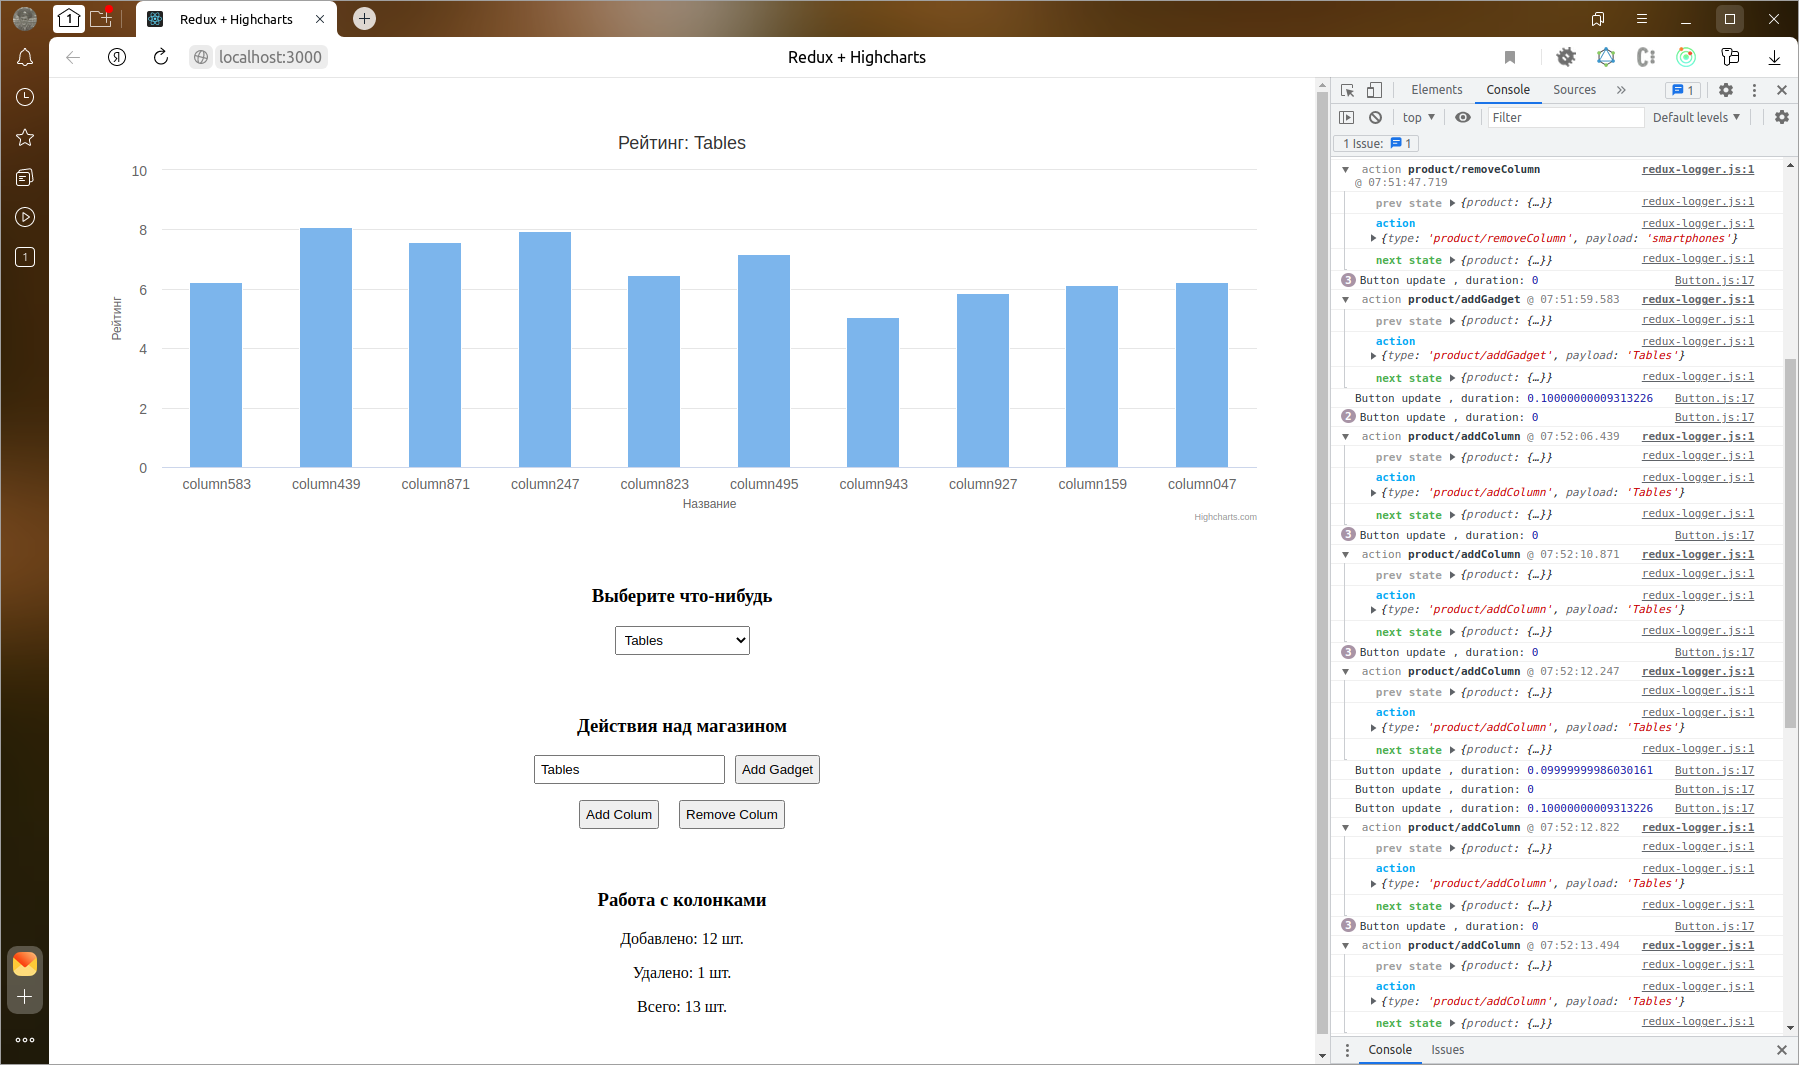 1
Redux + Highcharts
localhost:3000
Redux + Highcharts
1
Рейтинг: Tables
10
8
6
4
2
0
Рейтинг
column583 column439 column871 column247 column823 column495 column943 column927 column159 column047
Название
Highcharts.com
Выберите что-нибудь
Tables
Действия над магазином
Tables Add Gadget
Add Colum Remove Colum
Работа с колонками
Добавлено: 12 шт.
Удалено: 1 шт.
Всего: 13 шт.
Elements Console Sources » 1
top Filter Default levels
1 Issue: 1
action product/removeColumn redux-logger.js:1
@ 07:51:47.719
prev state {product: {…}} redux-logger.js:1
action redux-logger.js:1
{type: 'product/removeColumn', payload: 'smartphones'}
next state {product: {…}} redux-logger.js:1
3 Button update , duration: 0 Button.js:17
action product/addGadget @ 07:51:59.583 redux-logger.js:1
prev state {product: {…}} redux-logger.js:1
action redux-logger.js:1
{type: 'product/addGadget', payload: 'Tables'}
next state {product: {…}} redux-logger.js:1
Button update , duration: 0.10000000009313226 Button.js:17
2 Button update , duration: 0 Button.js:17
action product/addColumn @ 07:52:06.439 redux-logger.js:1
prev state {product: {…}} redux-logger.js:1
action redux-logger.js:1
{type: 'product/addColumn', payload: 'Tables'}
next state {product: {…}} redux-logger.js:1
3 Button update , duration: 0 Button.js:17
action product/addColumn @ 07:52:10.871 redux-logger.js:1
prev state {product: {…}} redux-logger.js:1
action redux-logger.js:1
{type: 'product/addColumn', payload: 'Tables'}
next state {product: {…}} redux-logger.js:1
3 Button update , duration: 0 Button.js:17
action product/addColumn @ 07:52:12.247 redux-logger.js:1
prev state {product: {…}} redux-logger.js:1
action redux-logger.js:1
{type: 'product/addColumn', payload: 'Tables'}
next state {product: {…}} redux-logger.js:1
Button update , duration: 0.09999999986030161 Button.js:17
Button update , duration: 0 Button.js:17
Button update , duration: 0.10000000009313226 Button.js:17
action product/addColumn @ 07:52:12.822 redux-logger.js:1
prev state {product: {…}} redux-logger.js:1
action redux-logger.js:1
{type: 'product/addColumn', payload: 'Tables'}
next state {product: {…}} redux-logger.js:1
3 Button update , duration: 0 Button.js:17
action product/addColumn @ 07:52:13.494 redux-logger.js:1
prev state {product: {…}} redux-logger.js:1
action redux-logger.js:1
{type: 'product/addColumn', payload: 'Tables'}
next state {product: {…}} redux-logger.js:1
Console Issues